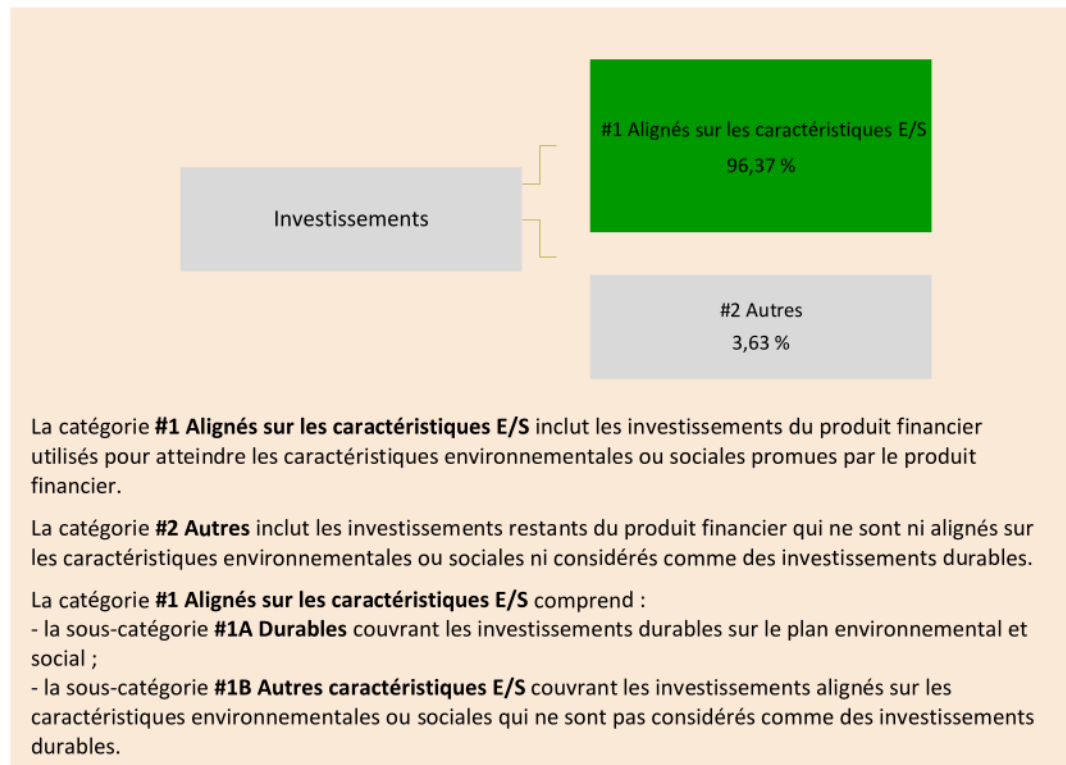 #1 Alignés sur les caractéristiques E/S
96,37 %
Investissements
#2 Autres
3,63 %
La catégorie #1 Alignés sur les caractéristiques E/S inclut les investissements du produit financier
utilisés pour atteindre les caractéristiques environnementales ou sociales promues par le produit
financier.
La catégorie #2 Autres inclut les investissements restants du produit financier qui ne sont ni alignés sur
les caractéristiques environnementales ou sociales ni considérés comme des investissements durables.
La catégorie #1 Alignés sur les caractéristiques E/S comprend :
- la sous-catégorie #1A Durables couvrant les investissements durables sur le plan environnemental et
social ;
- la sous-catégorie #1B Autres caractéristiques E/S couvrant les investissements alignés sur les
caractéristiques environnementales ou sociales qui ne sont pas considérés comme des investissements
durables.